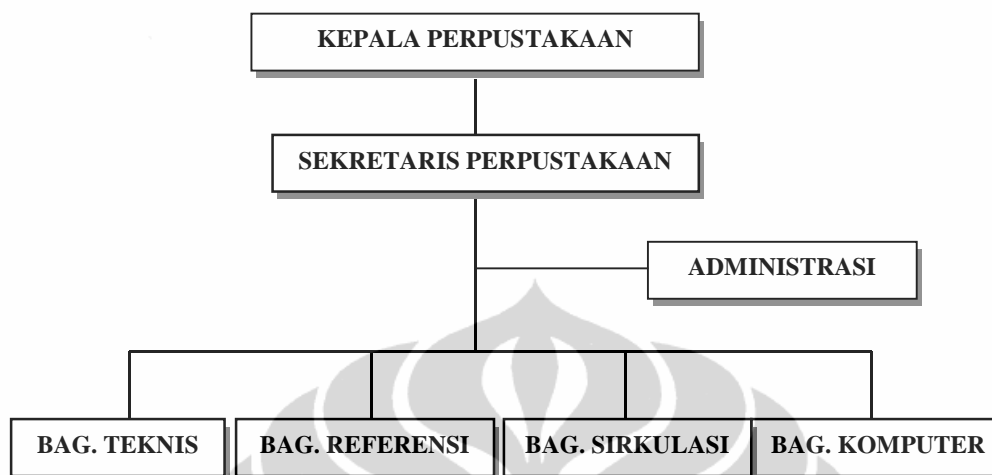 KEPALA PERPUSTAKAAN
SEKRETARIS PERPUSTAKAAN
ADMINISTRASI
BAG. TEKNIS
BAG. REFERENSI
BAG. SIRKULASI
BAG. KOMPUTER